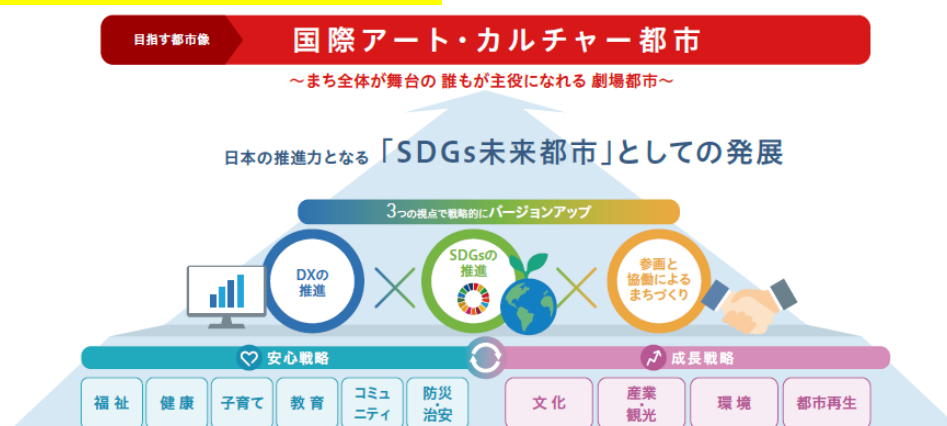 目指す都市像
国際アート・カルチャー都市
～まち全体が舞台の 誰もが主役になれる 劇場都市～
日本の推進力となる「SDGs未来都市」としての発展
3つの視点で戦略的にバージョンアップ
DXの
推進
SDGsの
推進
参画と
協働による
まちづくり
安心戦略
成長戦略
福祉
健康
子育て
教育
コミュ
ニティ
防災
・
治安
文化
産業
・
観光
環境
都市再生